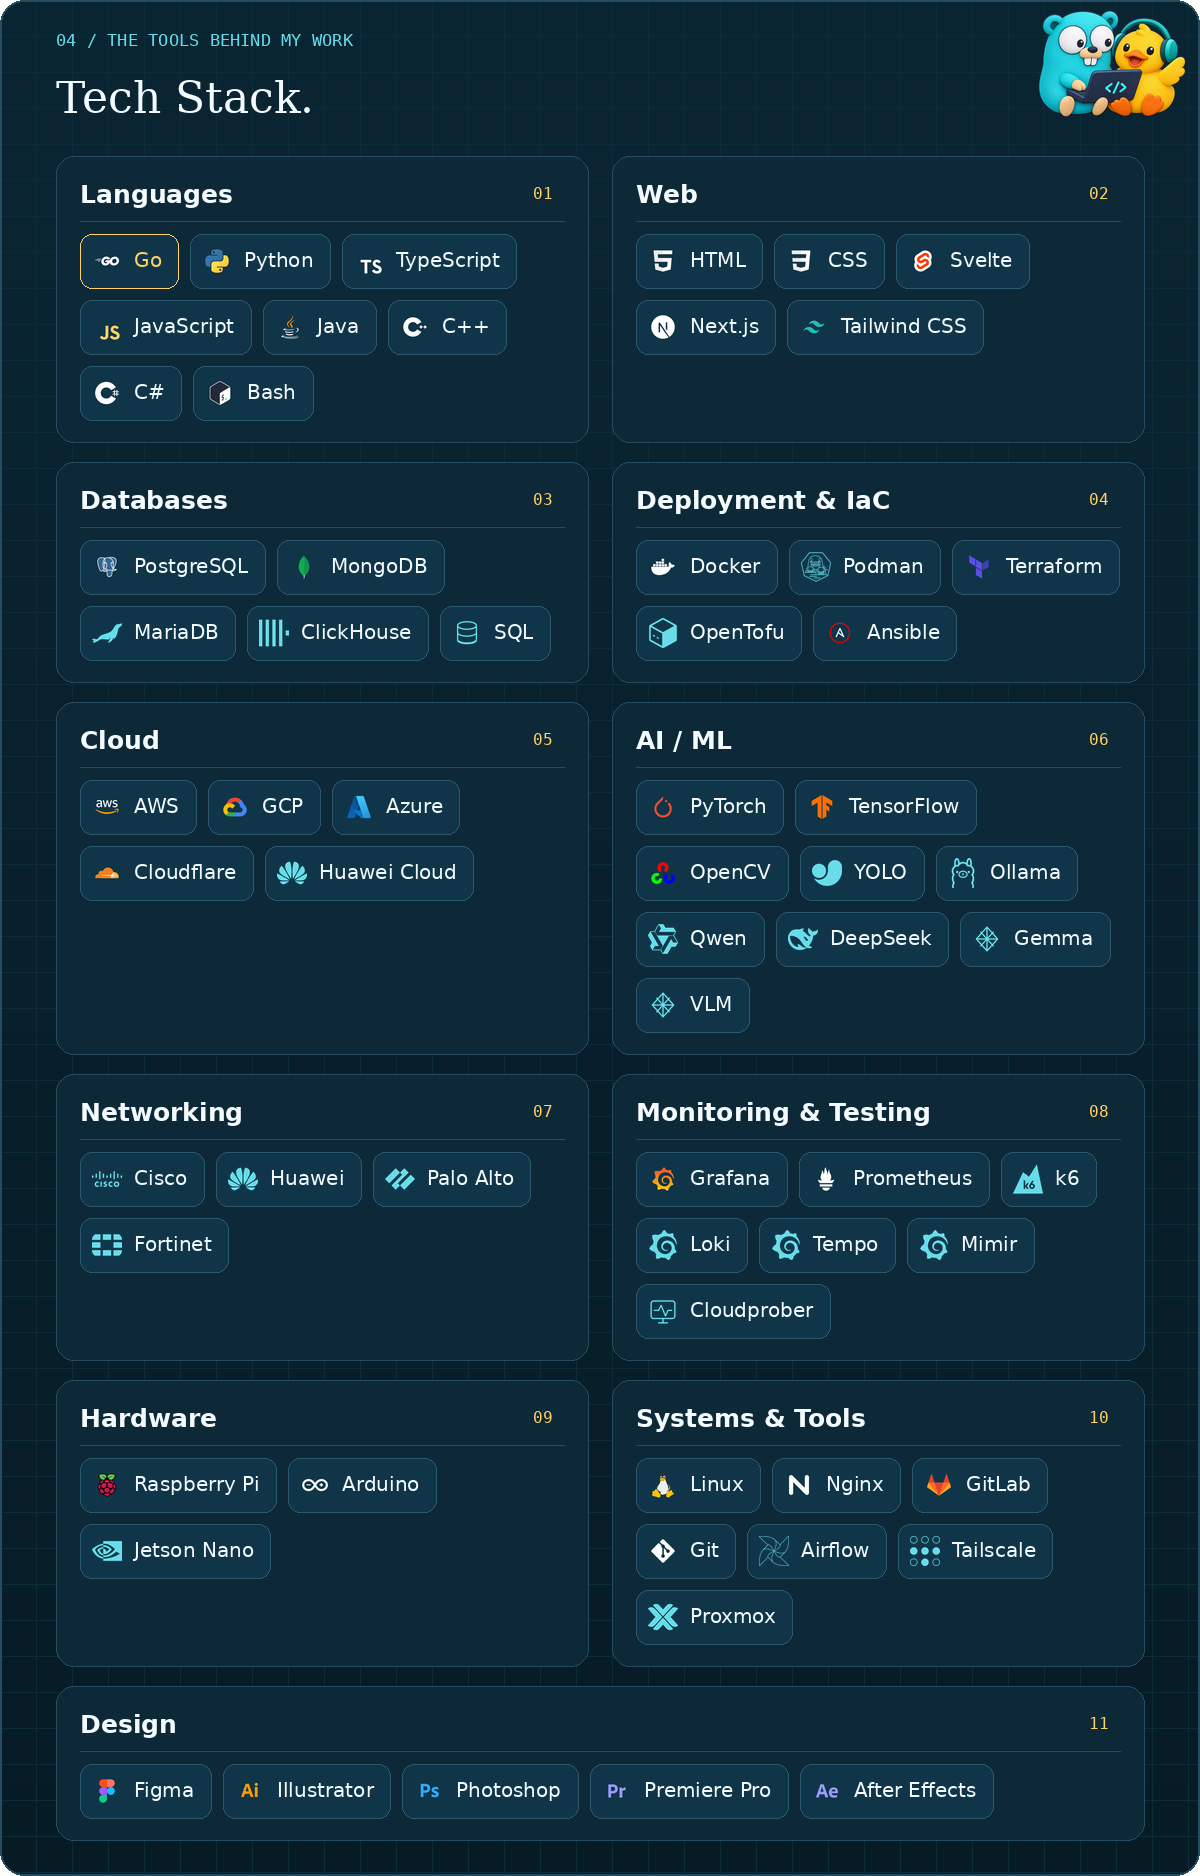 04 / THE TOOLS BEHIND MY WORK
Tech Stack.
</>
Languages 01
GO Go Python TS TypeScript
JS JavaScript Java C++
C# Bash
Web 02
HTML CSS Svelte
N Next.js Tailwind CSS
Databases 03
PostgreSQL MongoDB
MariaDB ClickHouse SQL
Deployment & IaC 04
Docker Podman Terraform
OpenTofu A Ansible
Cloud 05
aws AWS GCP Azure
Cloudflare Huawei Cloud
AI / ML 06
PyTorch TensorFlow
OpenCV YOLO Ollama
Qwen DeepSeek Gemma
VLM
Networking 07
CISCO Cisco Huawei Palo Alto
Fortinet
Monitoring & Testing 08
Grafana Prometheus k6 k6
Loki Tempo Mimir
Cloudprober
Hardware 09
Raspberry Pi Arduino
Jetson Nano
Systems & Tools 10
Linux N Nginx GitLab
Git Airflow Tailscale
Proxmox
Design 11
Figma Ai Illustrator Ps Photoshop Pr Premiere Pro Ae After Effects